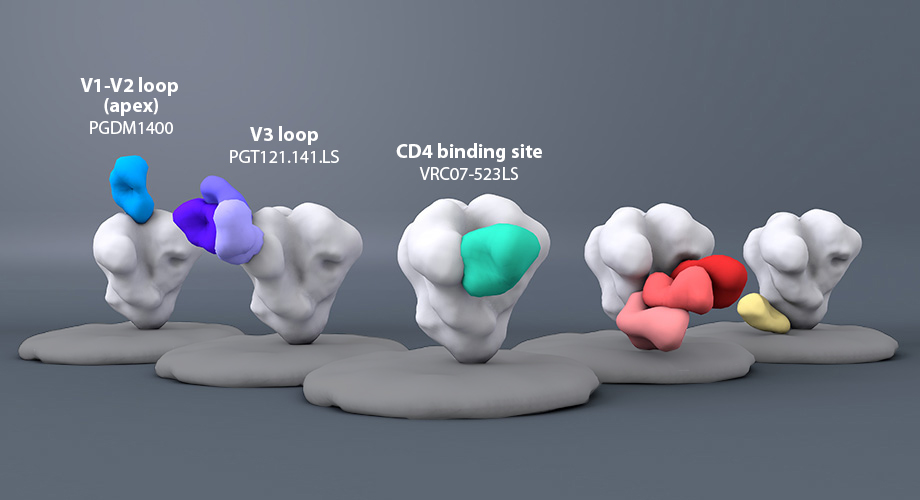 V1-V2 loop
(apex)
PGDM1400
V3 loop
PGT121.141.LS
CD4 binding site
VRC07-523LS